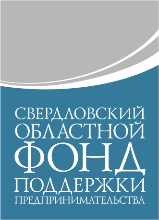 СВЕРДЛОВСКИЙ
ОБЛАСТНОЙ
ФОНД
ПОДДЕРЖКИ
ПРЕДПРИНИМАТЕЛЬСТВА